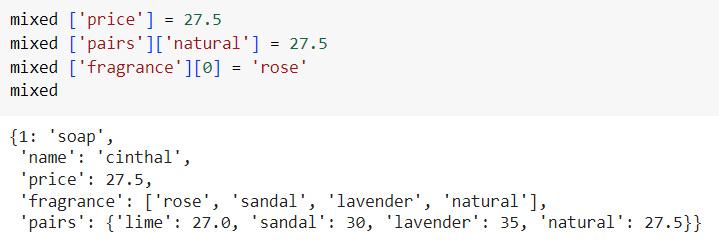 mixed ['price'] = 27.5
mixed ['pairs']['natural'] = 27.5
mixed ['fragrance'][0] = 'rose'
mixed
{1: 'soap',
 'name': 'cinthal',
 'price': 27.5,
 'fragrance': ['rose', 'sandal', 'lavender', 'natural'],
 'pairs': {'lime': 27.0, 'sandal': 30, 'lavender': 35, 'natural': 27.5}}